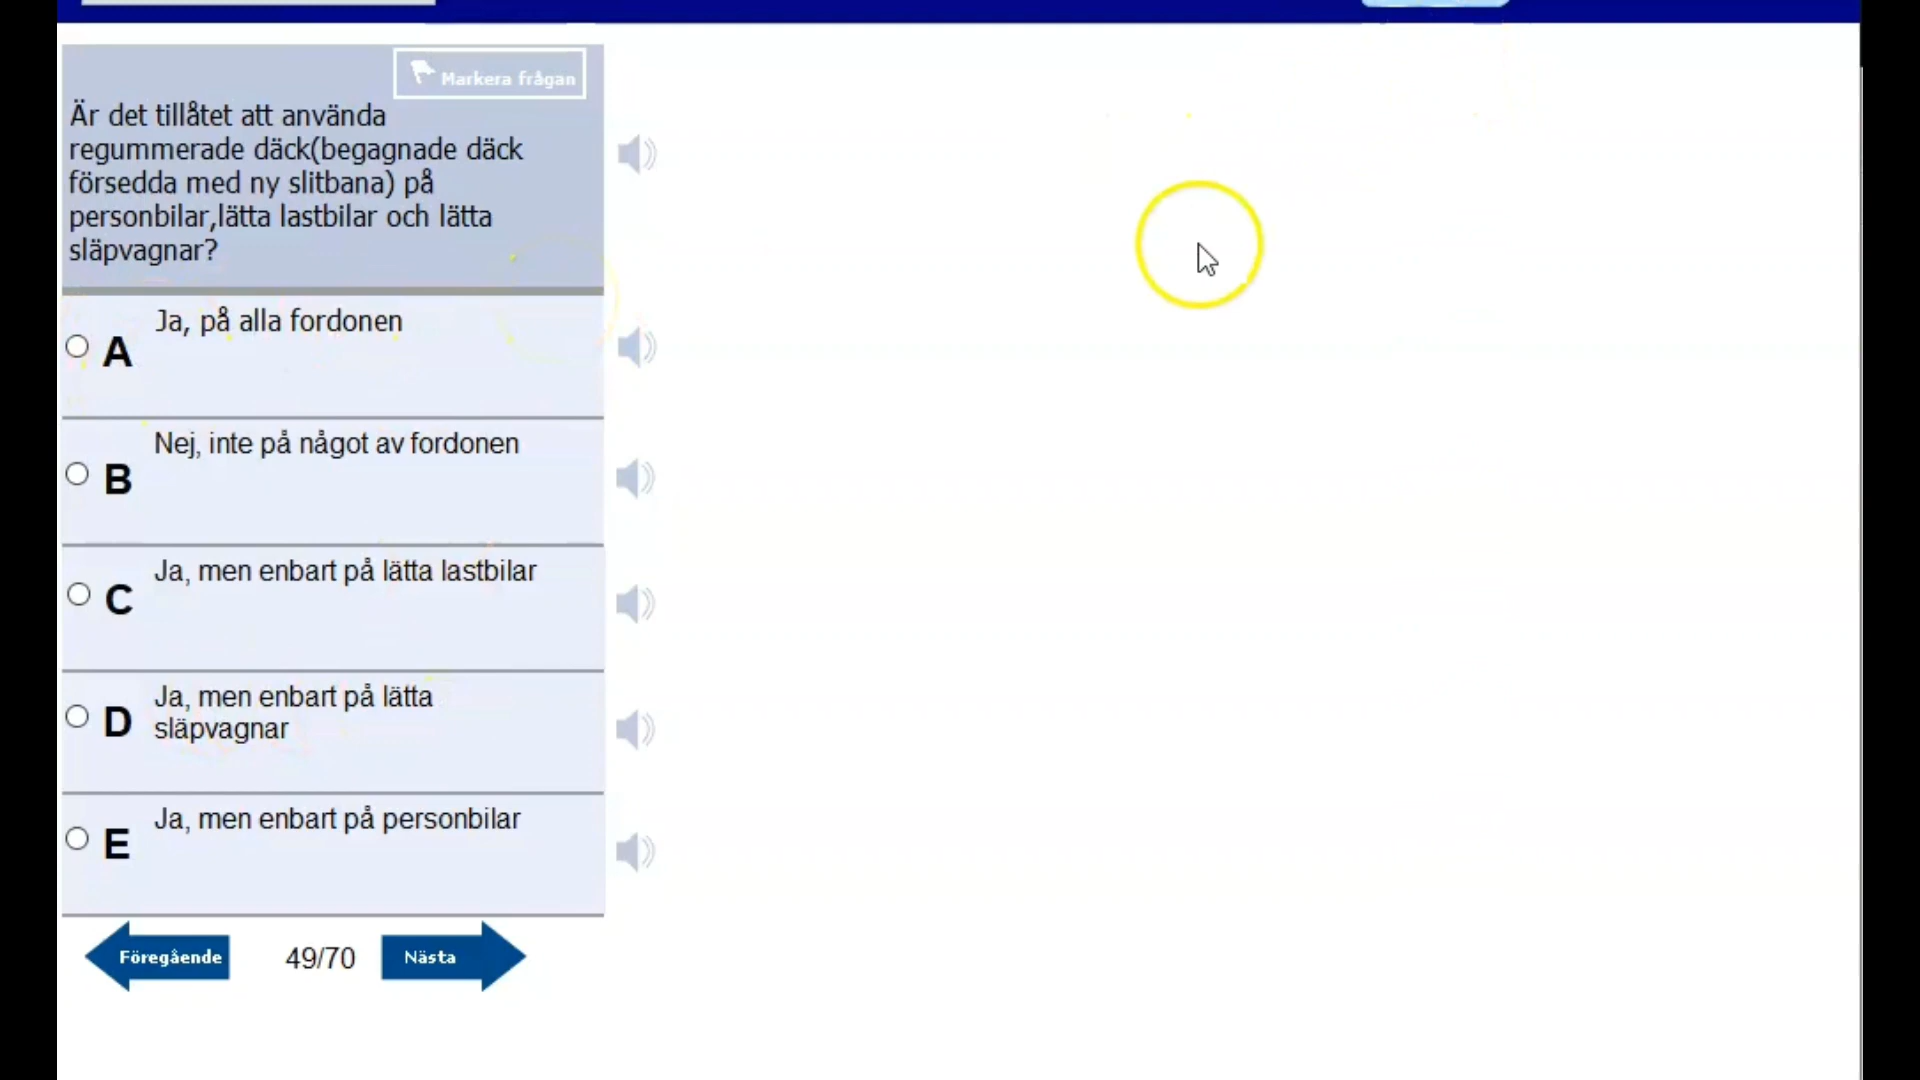 Markera frågan
Är det tillåtet att använda
regummerade däck(begagnade däck
försedda med ny slitbana) på
personbilar,lätta lastbilar och lätta
släpvagnar?
A Ja, på alla fordonen
B Nej, inte på något av fordonen
C Ja, men enbart på lätta lastbilar
D Ja, men enbart på lätta
släpvagnar
E Ja, men enbart på personbilar
Föregående 49/70 Nästa